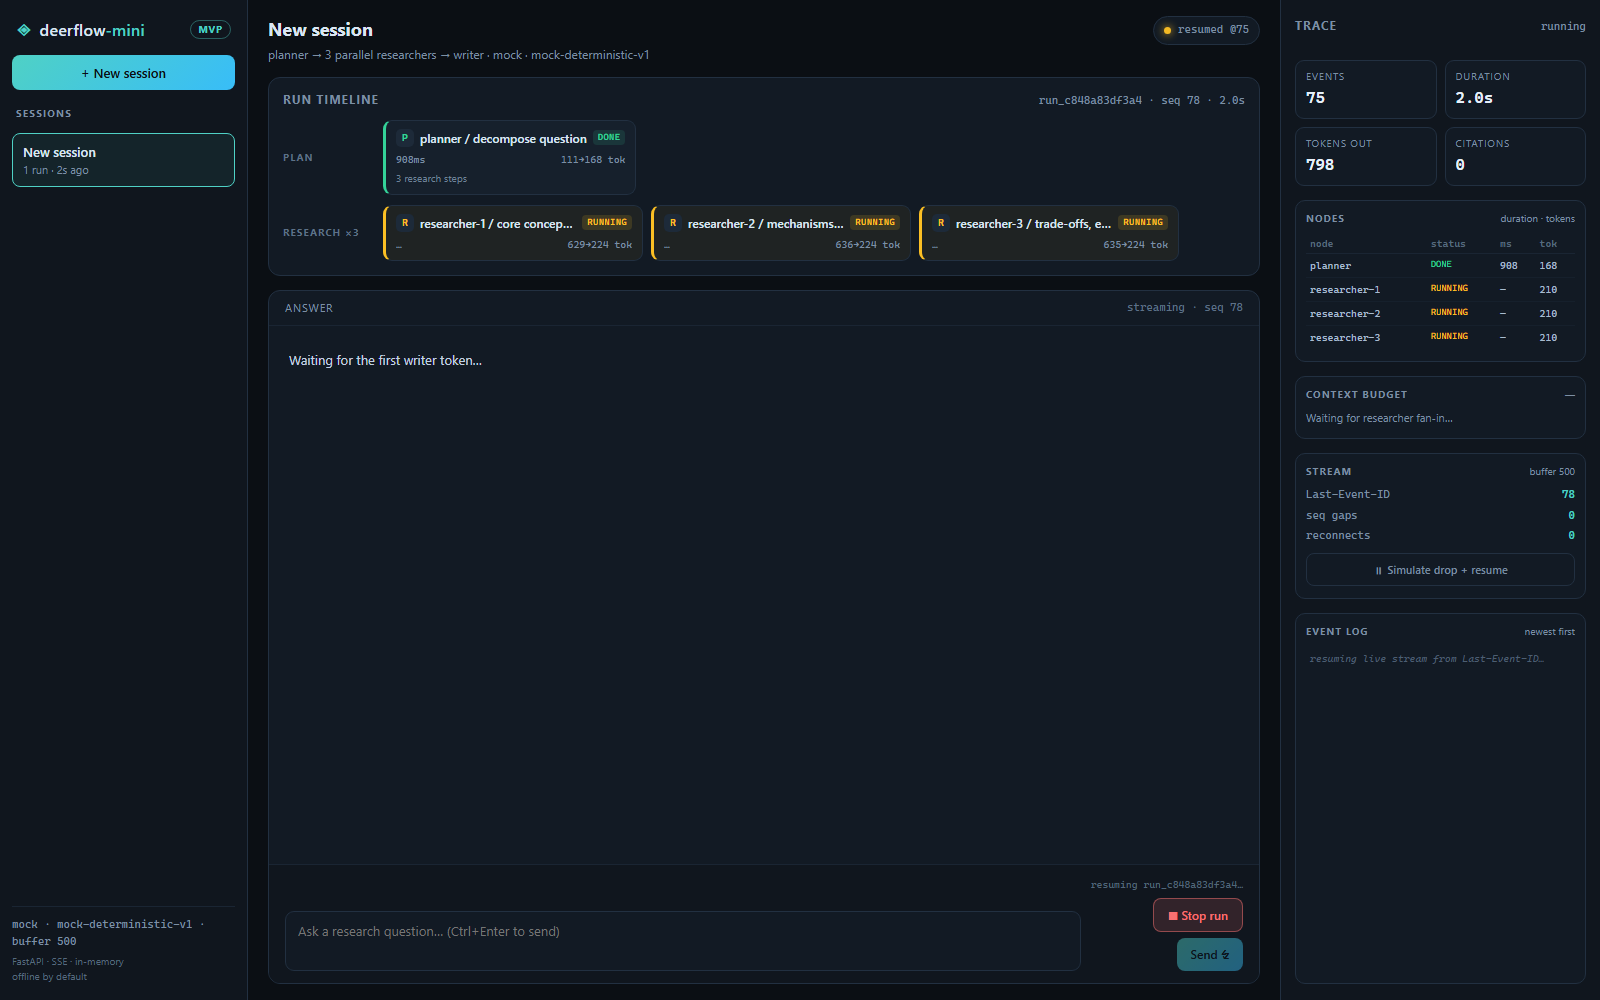 deerflow-mini
MVP
+ New session
SESSIONS
New session
1 run · 2s ago
mock · mock-deterministic-v1 ·
buffer 500
FastAPI · SSE · in-memory
offline by default
New session
planner → 3 parallel researchers → writer · mock · mock-deterministic-v1
resumed @75
RUN TIMELINE
run_c848a83df3a4 · seq 78 · 2.0s
PLAN
P planner / decompose question DONE
908ms 111→168 tok
3 research steps
RESEARCH ×3
R researcher-1 / core concep... RUNNING
— 629→224 tok
R researcher-2 / mechanisms... RUNNING
— 636→224 tok
R researcher-3 / trade-offs, e... RUNNING
— 635→224 tok
ANSWER
streaming · seq 78
Waiting for the first writer token...
resuming run_c848a83df3a4…
Ask a research question... (Ctrl+Enter to send)
Stop run
Send
TRACE
running
EVENTS
75
DURATION
2.0s
TOKENS OUT
798
CITATIONS
0
NODES duration · tokens
node status ms tok
planner DONE 908 168
researcher-1 RUNNING — 210
researcher-2 RUNNING — 210
researcher-3 RUNNING — 210
CONTEXT BUDGET —
Waiting for researcher fan-in...
STREAM buffer 500
Last-Event-ID 78
seq gaps 0
reconnects 0
Simulate drop + resume
EVENT LOG newest first
resuming live stream from Last-Event-ID…